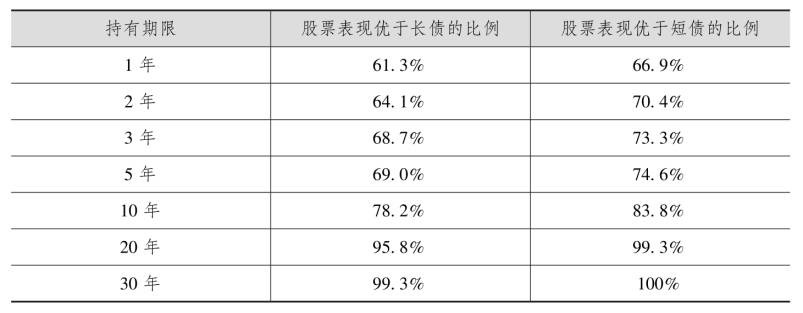 持有期限 股票表现优于长债的比例 股票表现优于短债的比例
1 年 61.3% 66.9%
2 年 64.1% 70.4%
3 年 68.7% 73.3%
5 年 69.0% 74.6%
10 年 78.2% 83.8%
20 年 95.8% 99.3%
30 年 99.3% 100%